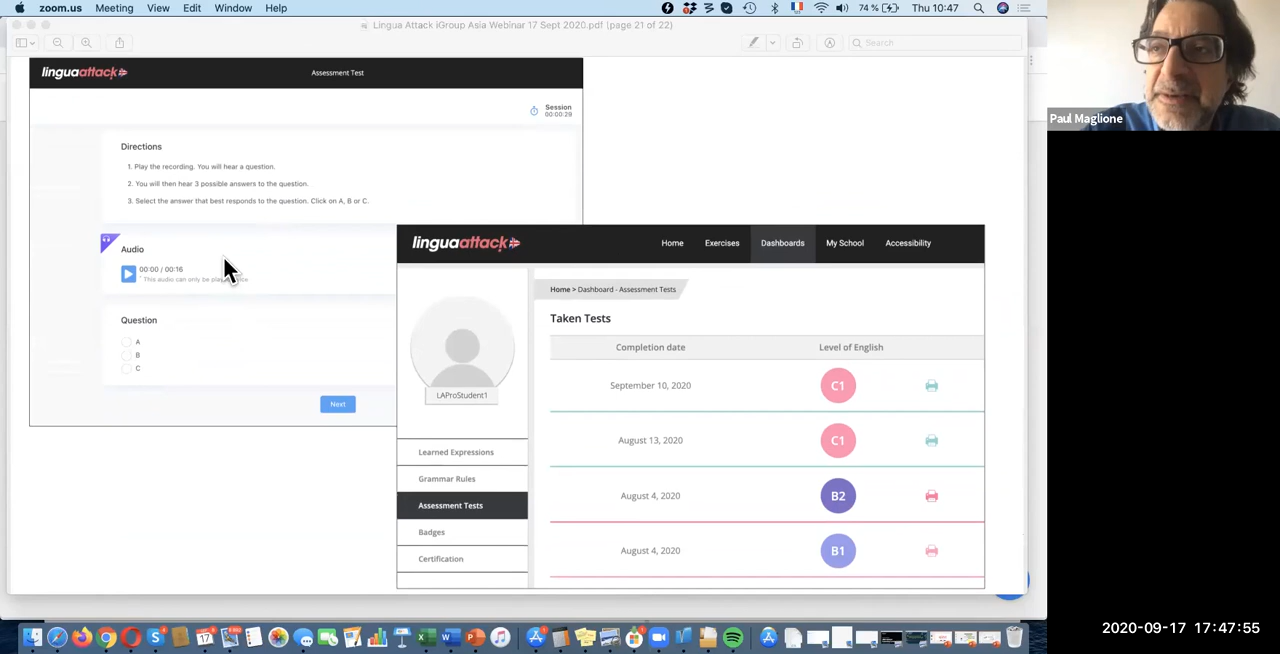 zoom.us Meeting View Edit Window Help
74 % Thu 10:47
Lingua Attack iGroup Asia Webinar 17 Sept 2020.pdf (page 21 of 22)
Search
linguaattack
Assessment Test
Session
00:00:29
Directions
1. Play the recording. You will hear a question.
2. You will then hear 3 possible answers to the question.
3. Select the answer that best responds to the question. Click on A, B or C.
Audio
00:00 / 00:16
This audio can only be
Question
A
B
C
Next
linguaattack
Home Exercises Dashboards My School Accessibility
Home > Dashboard - Assessment Tests
LAProStudent1
Learned Expressions
Grammar Rules
Assessment Tests
Badges
Certification
Taken Tests
Completion date Level of English
September 10, 2020 C1
August 13, 2020 C1
August 4, 2020 B2
August 4, 2020 B1
Paul Maglione
17
2020-09-17 17:47:55